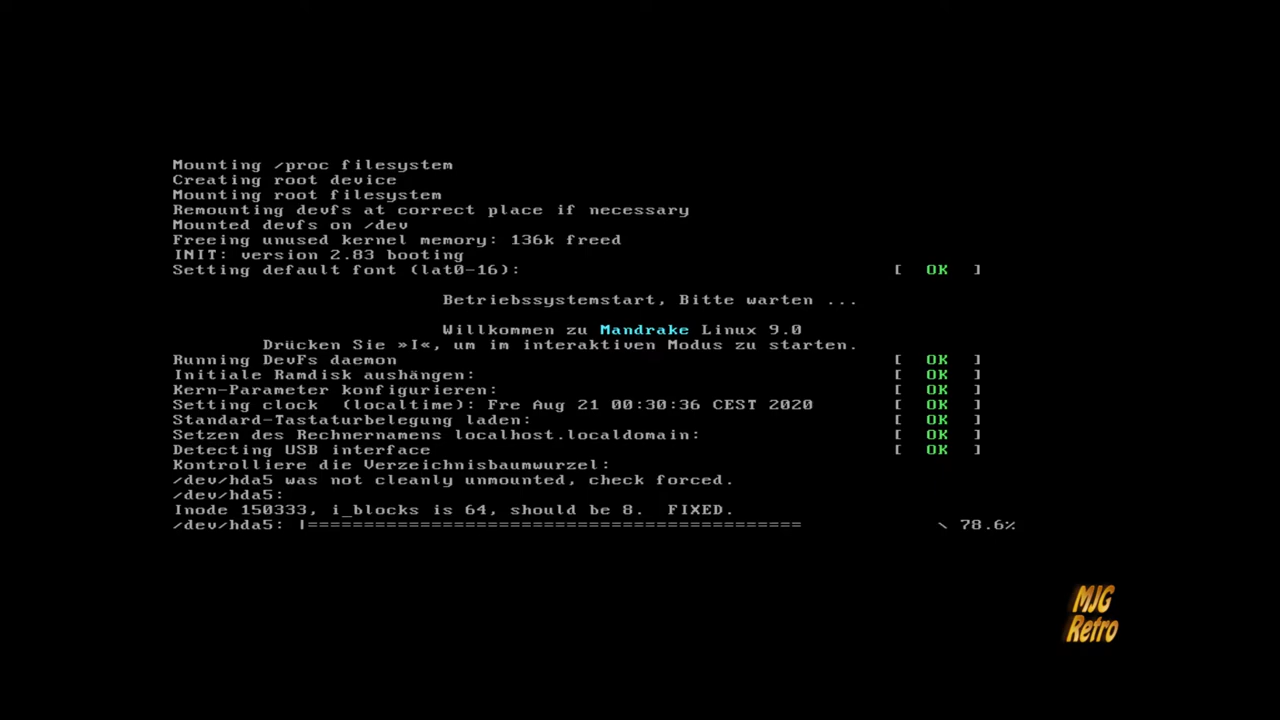 Mounting /proc filesystem
Creating root device
Mounting root filesystem
Remounting devfs at correct place if necessary
Mounted devfs on /dev
Freeing unused kernel memory: 136k freed
INIT: version 2.83 booting
Setting default font (lat0-16): [ OK ]
Betriebssystemstart, Bitte warten ...
Willkommen zu Mandrake Linux 9.0
Drücken Sie »I«, um im interaktiven Modus zu starten.
Running DevFs daemon [ OK ]
Initiale Ramdisk aushängen: [ OK ]
Kern-Parameter konfigurieren: [ OK ]
Setting clock (localtime): Fre Aug 21 00:30:36 CEST 2020 [ OK ]
Standard-Tastaturbelegung laden: [ OK ]
Setzen des Rechnernamens localhost.localdomain: [ OK ]
Detecting USB interface [ OK ]
Kontrolliere die Verzeichnisbaumwurzel:
/dev/hda5 was not cleanly unmounted, check forced.
/dev/hda5:
Inode 150333, i_blocks is 64, should be 8. FIXED.
/dev/hda5: |============================================ \ 78.6%
MJG
Retro